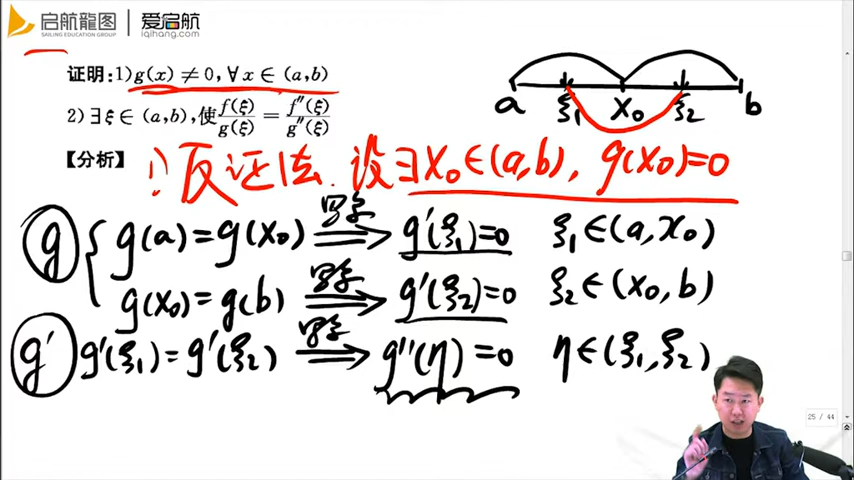 启航龍图 | 爱启航
SAILING EDUCATION GROUP iqihang.com
证明:1)g(x)≠0,∀x∈(a,b)
2)∃ξ∈(a,b),使f(ξ)/g(ξ)=f″(ξ)/g″(ξ)
a ξ₁ x₀ ξ₂ b
【分析】 1) 反证法. 设∃x₀∈(a,b), g(x₀)=0
g { g(a)=g(x₀) 罗尔⟹ g′(ξ₁)=0 ξ₁∈(a,x₀)
g(x₀)=g(b) 罗尔⟹ g′(ξ₂)=0 ξ₂∈(x₀,b)
g′ g′(ξ₁)=g′(ξ₂) 罗尔⟹ g″(η)=0 η∈(ξ₁,ξ₂)
25 / 44